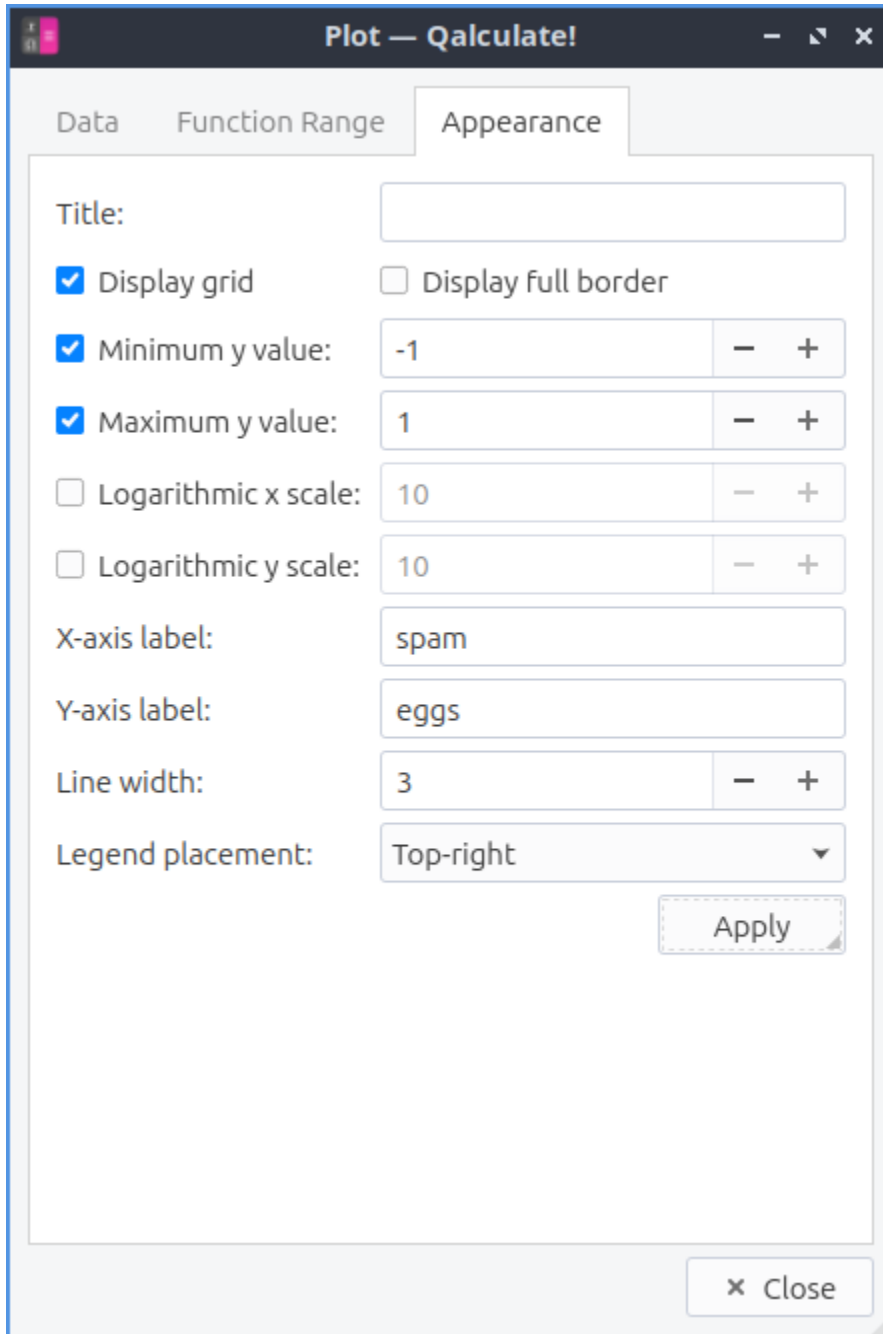 Plot — Qalculate!
Data Function Range Appearance
Title:
Display grid Display full border
Minimum y value: -1
Maximum y value: 1
Logarithmic x scale: 10
Logarithmic y scale: 10
X-axis label: spam
Y-axis label: eggs
Line width: 3
Legend placement: Top-right
Apply
Close